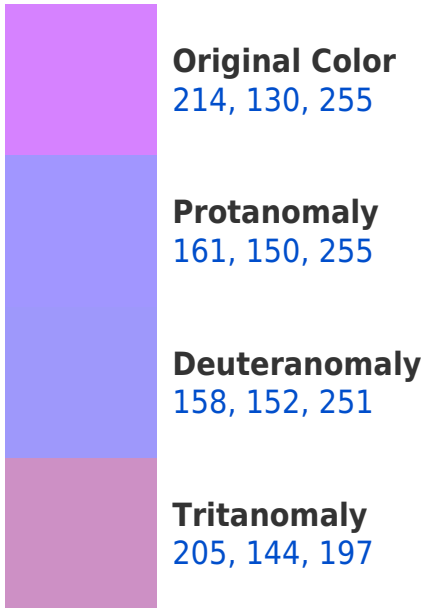 Original Color
214, 130, 255
Protanomaly
161, 150, 255
Deuteranomaly
158, 152, 251
Tritanomaly
205, 144, 197